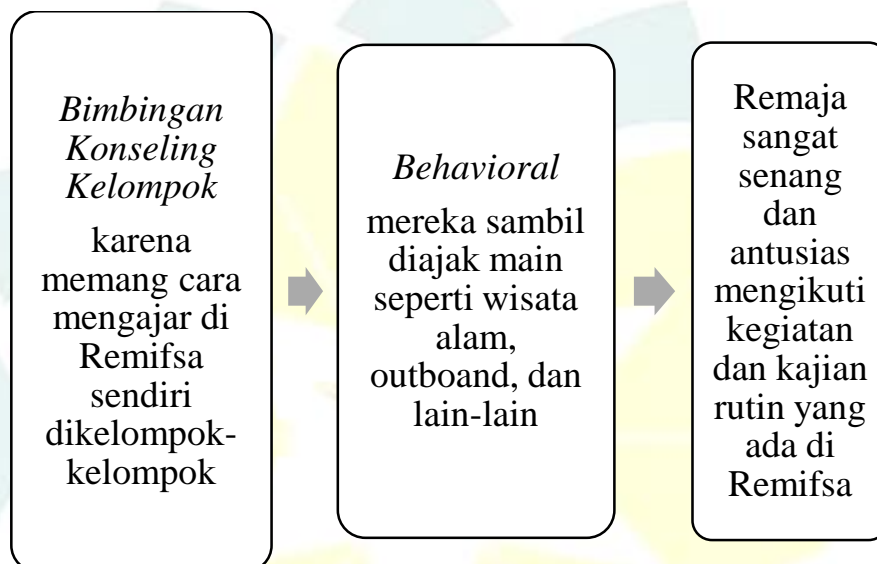 Bimbingan
Konseling
Kelompok
karena
memang cara
mengajar di
Remifsa
sendiri
dikelompok-
kelompok
Behavioral
mereka sambil
diajak main
seperti wisata
alam,
outboand, dan
lain-lain
Remaja
sangat
senang
dan
antusias
mengikuti
kegiatan
dan kajian
rutin yang
ada di
Remifsa